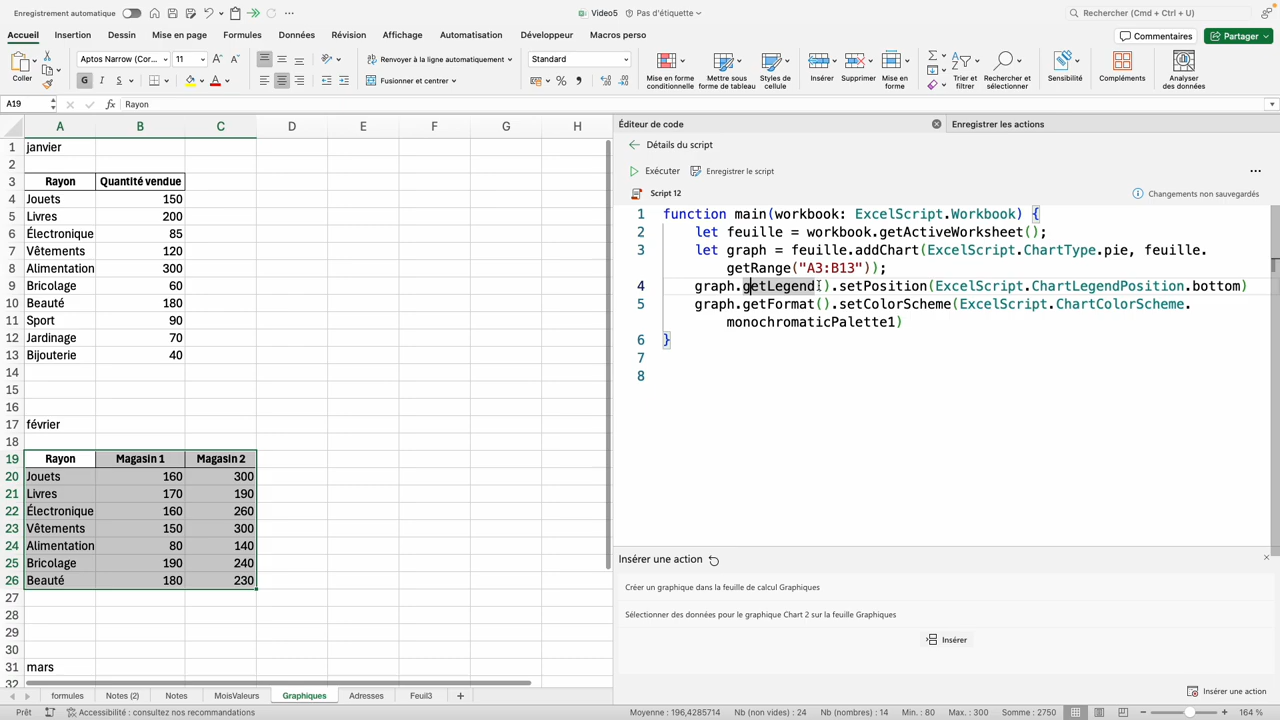 Enregistrement automatique
Video5
Pas d'étiquette
Rechercher (Cmd + Ctrl + U)
Accueil Insertion Dessin Mise en page Formules Données Révision Affichage Automatisation Développeur Macros perso
Commentaires
Partager
Coller
Aptos Narrow (Cor...
11
G I S
Renvoyer à la ligne automatiquement
Fusionner et centrer
Standard
Mise en forme conditionnelle
Mettre sous forme de tableau
Styles de cellule
Insérer
Supprimer
Mise en forme
Trier et filtrer
Rechercher et sélectionner
Sensibilité
Compléments
Analyser des données
A19
fx Rayon
A B C D E F G H
1 janvier
2
3 Rayon Quantité vendue
4 Jouets 150
5 Livres 200
6 Électronique 85
7 Vêtements 120
8 Alimentation 300
9 Bricolage 60
10 Beauté 180
11 Sport 90
12 Jardinage 70
13 Bijouterie 40
14
15
16
17 février
18
19 Rayon Magasin 1 Magasin 2
20 Jouets 160 300
21 Livres 170 190
22 Électronique 160 260
23 Vêtements 150 300
24 Alimentation 80 140
25 Bricolage 190 240
26 Beauté 180 230
27
28
29
30
31 mars
32
Éditeur de code
Enregistrer les actions
Détails du script
Exécuter
Enregistrer le script
Script 12
Changements non sauvegardés
1 function main(workbook: ExcelScript.Workbook) {
2 let feuille = workbook.getActiveWorksheet();
3 let graph = feuille.addChart(ExcelScript.ChartType.pie, feuille.
getRange("A3:B13"));
4 graph.getLegend().setPosition(ExcelScript.ChartLegendPosition.bottom)
5 graph.getFormat().setColorScheme(ExcelScript.ChartColorScheme.
monochromaticPalette1)
6 }
7
8
Insérer une action
Créer un graphique dans la feuille de calcul Graphiques
Sélectionner des données pour le graphique Chart 2 sur la feuille Graphiques
Insérer
Insérer une action
formules Notes (2) Notes MoisValeurs Graphiques Adresses Feuil3
Prêt
Accessibilité : consultez nos recommandations
Moyenne : 196,4285714 Nb (non vides) : 24 Nb (nombres) : 14 Min. : 80 Max. : 300 Somme : 2750
164 %